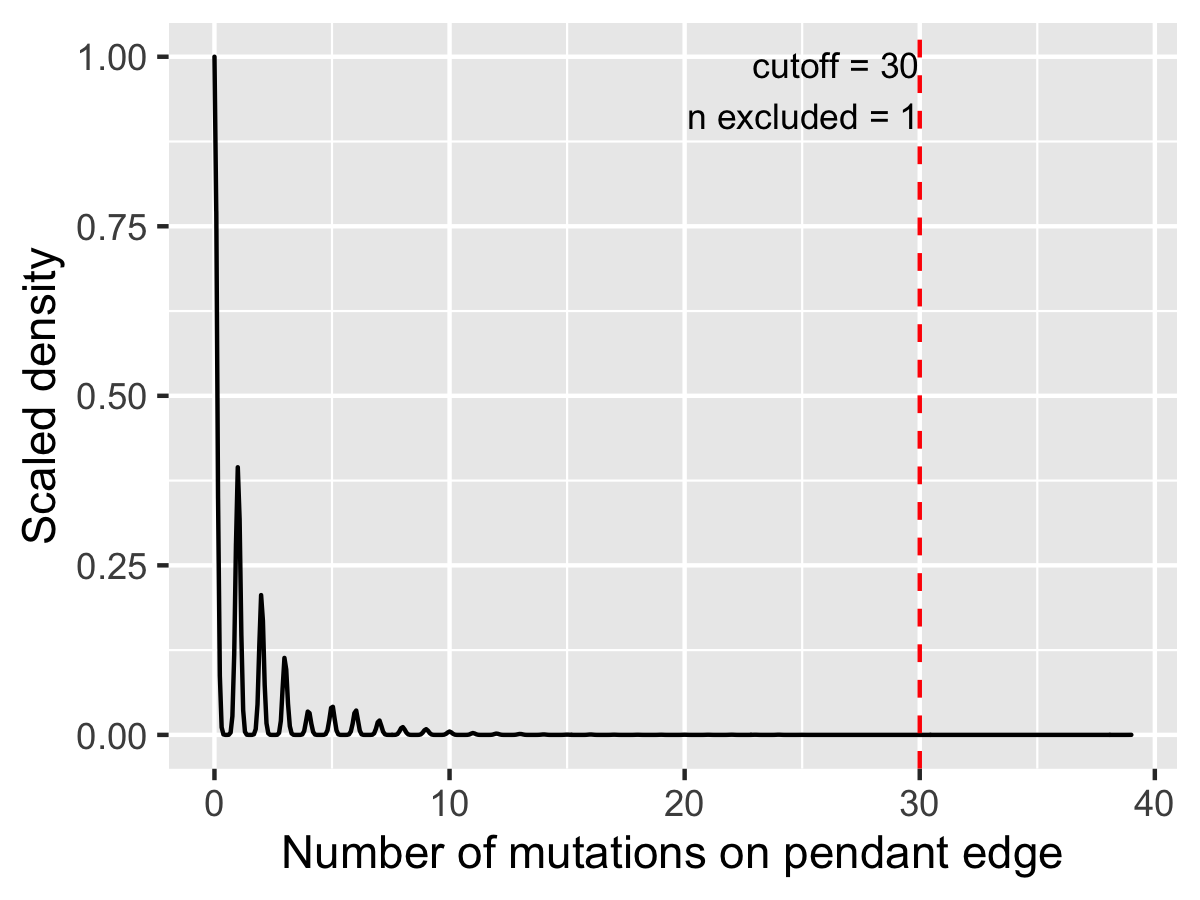 cutoff = 30
n excluded = 1
1.00
0.75
0.50
0.25
0.00
Scaled density
0 10 20 30 40
Number of mutations on pendant edge